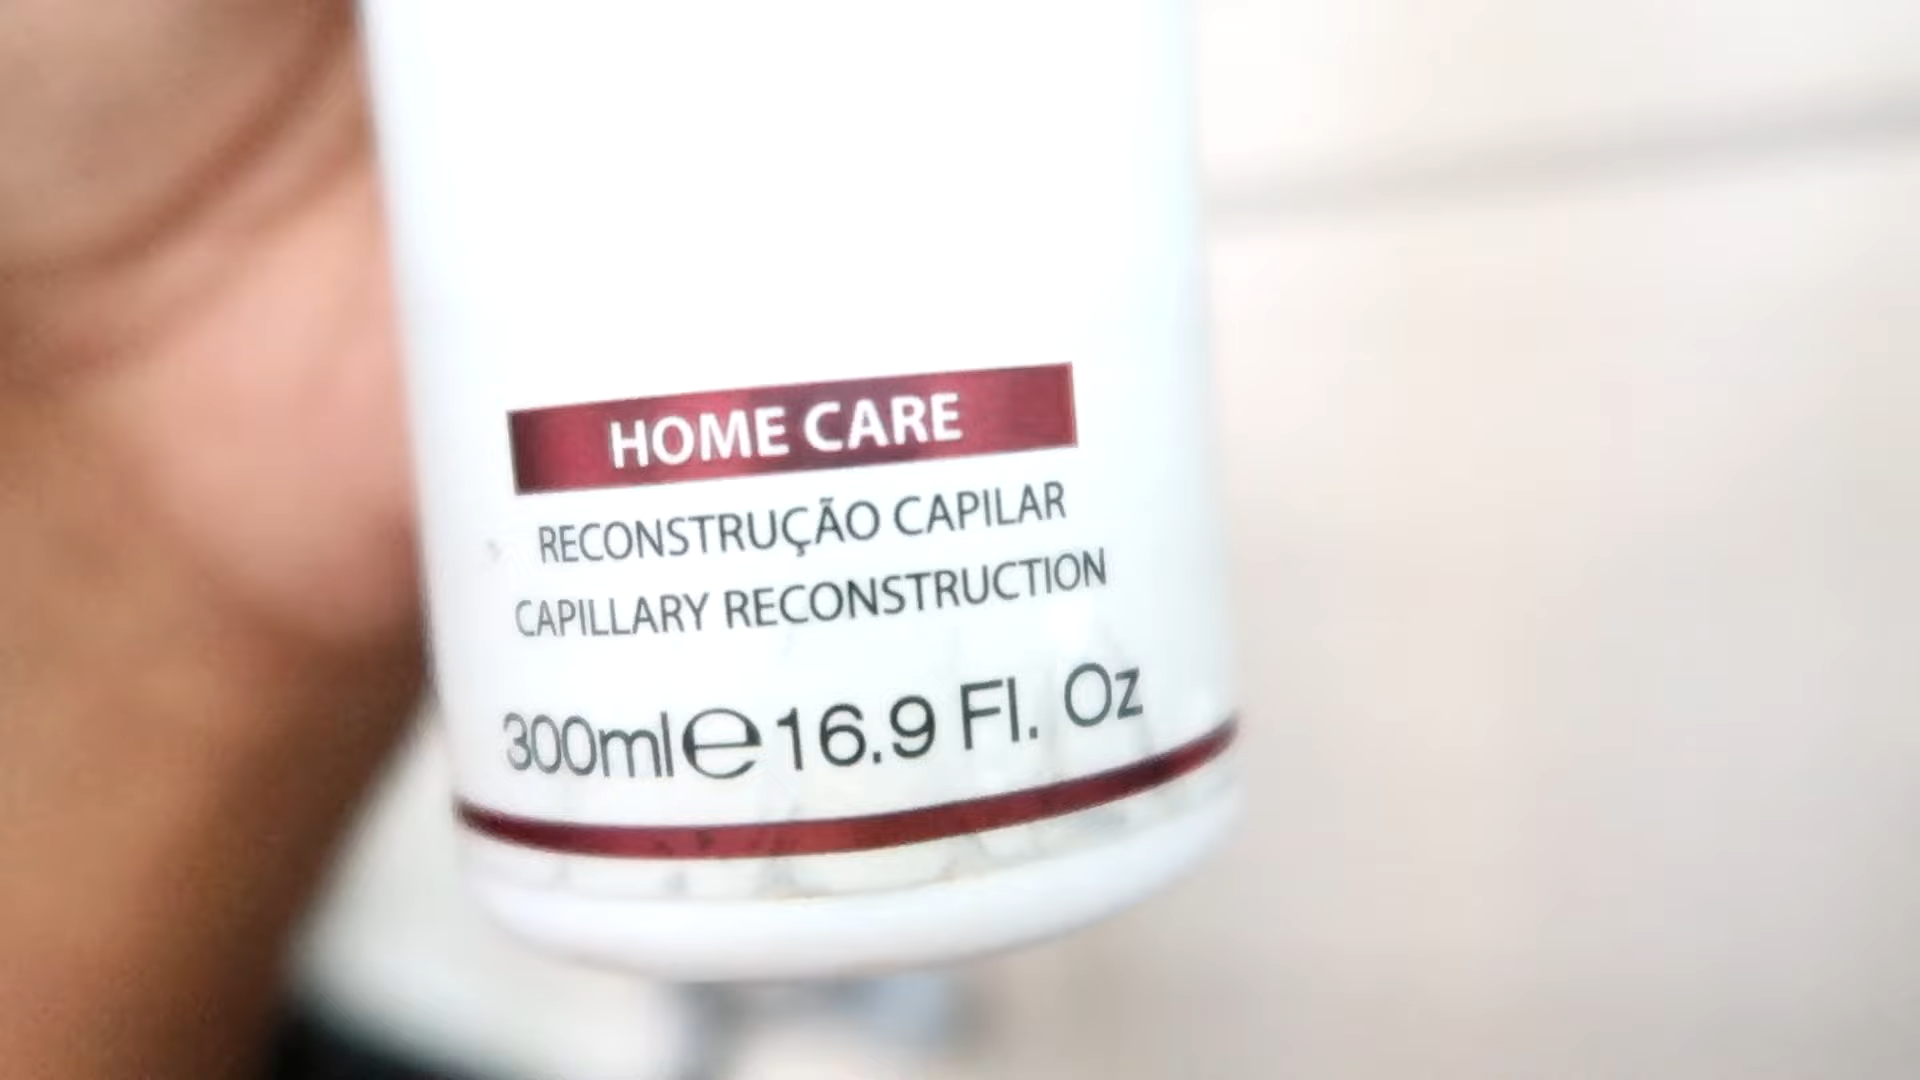 HOME CARE
RECONSTRUÇÃO CAPILAR
CAPILLARY RECONSTRUCTION
300ml℮16.9 Fl. Oz